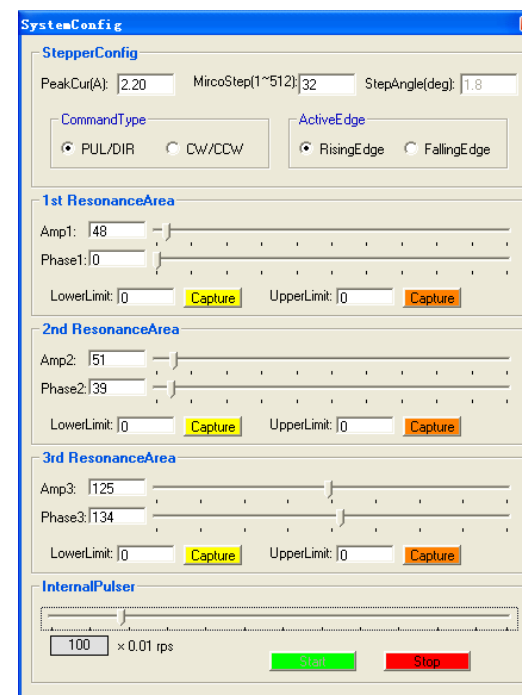 SystemConfig
StepperConfig
PeakCur(A): 2.20 MircoStep(1~512): 32 StepAngle(deg): 1.8
CommandType ActiveEdge
PUL/DIR CW/CCW RisingEdge FallingEdge
1st ResonanceArea
Amp1: 48
Phase1: 0
LowerLimit: 0 Capture UpperLimit: 0 Capture
2nd ResonanceArea
Amp2: 51
Phase2: 39
LowerLimit: 0 Capture UpperLimit: 0 Capture
3rd ResonanceArea
Amp3: 125
Phase3: 134
LowerLimit: 0 Capture UpperLimit: 0 Capture
InternalPulser
100 × 0.01 rps Start Stop